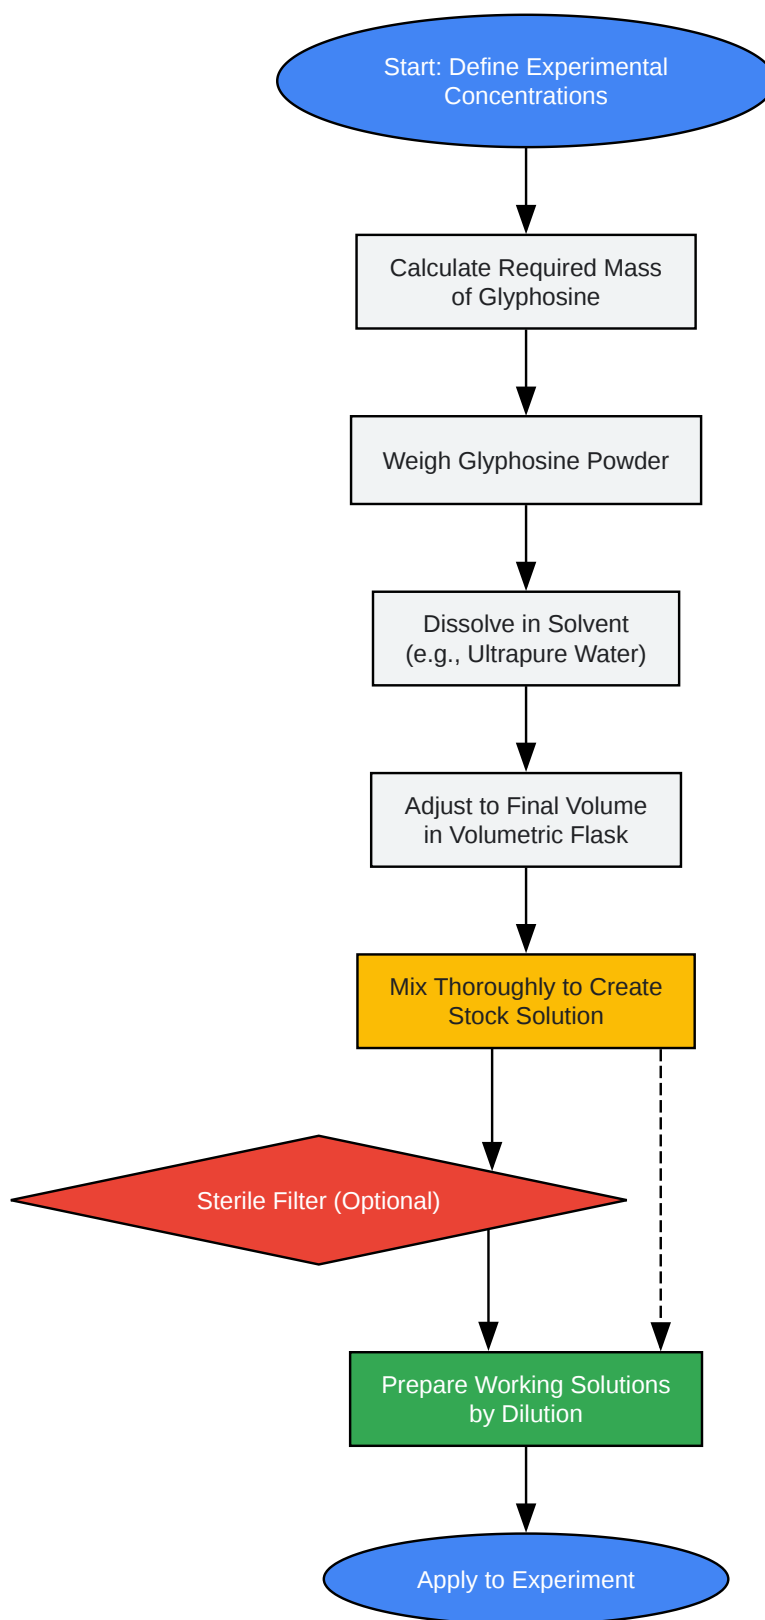 Start: Define Experimental
Concentrations
Calculate Required Mass
of Glyphosine
Weigh Glyphosine Powder
Dissolve in Solvent
(e.g., Ultrapure Water)
Adjust to Final Volume
in Volumetric Flask
Mix Thoroughly to Create
Stock Solution
Sterile Filter (Optional)
Prepare Working Solutions
by Dilution
Apply to Experiment